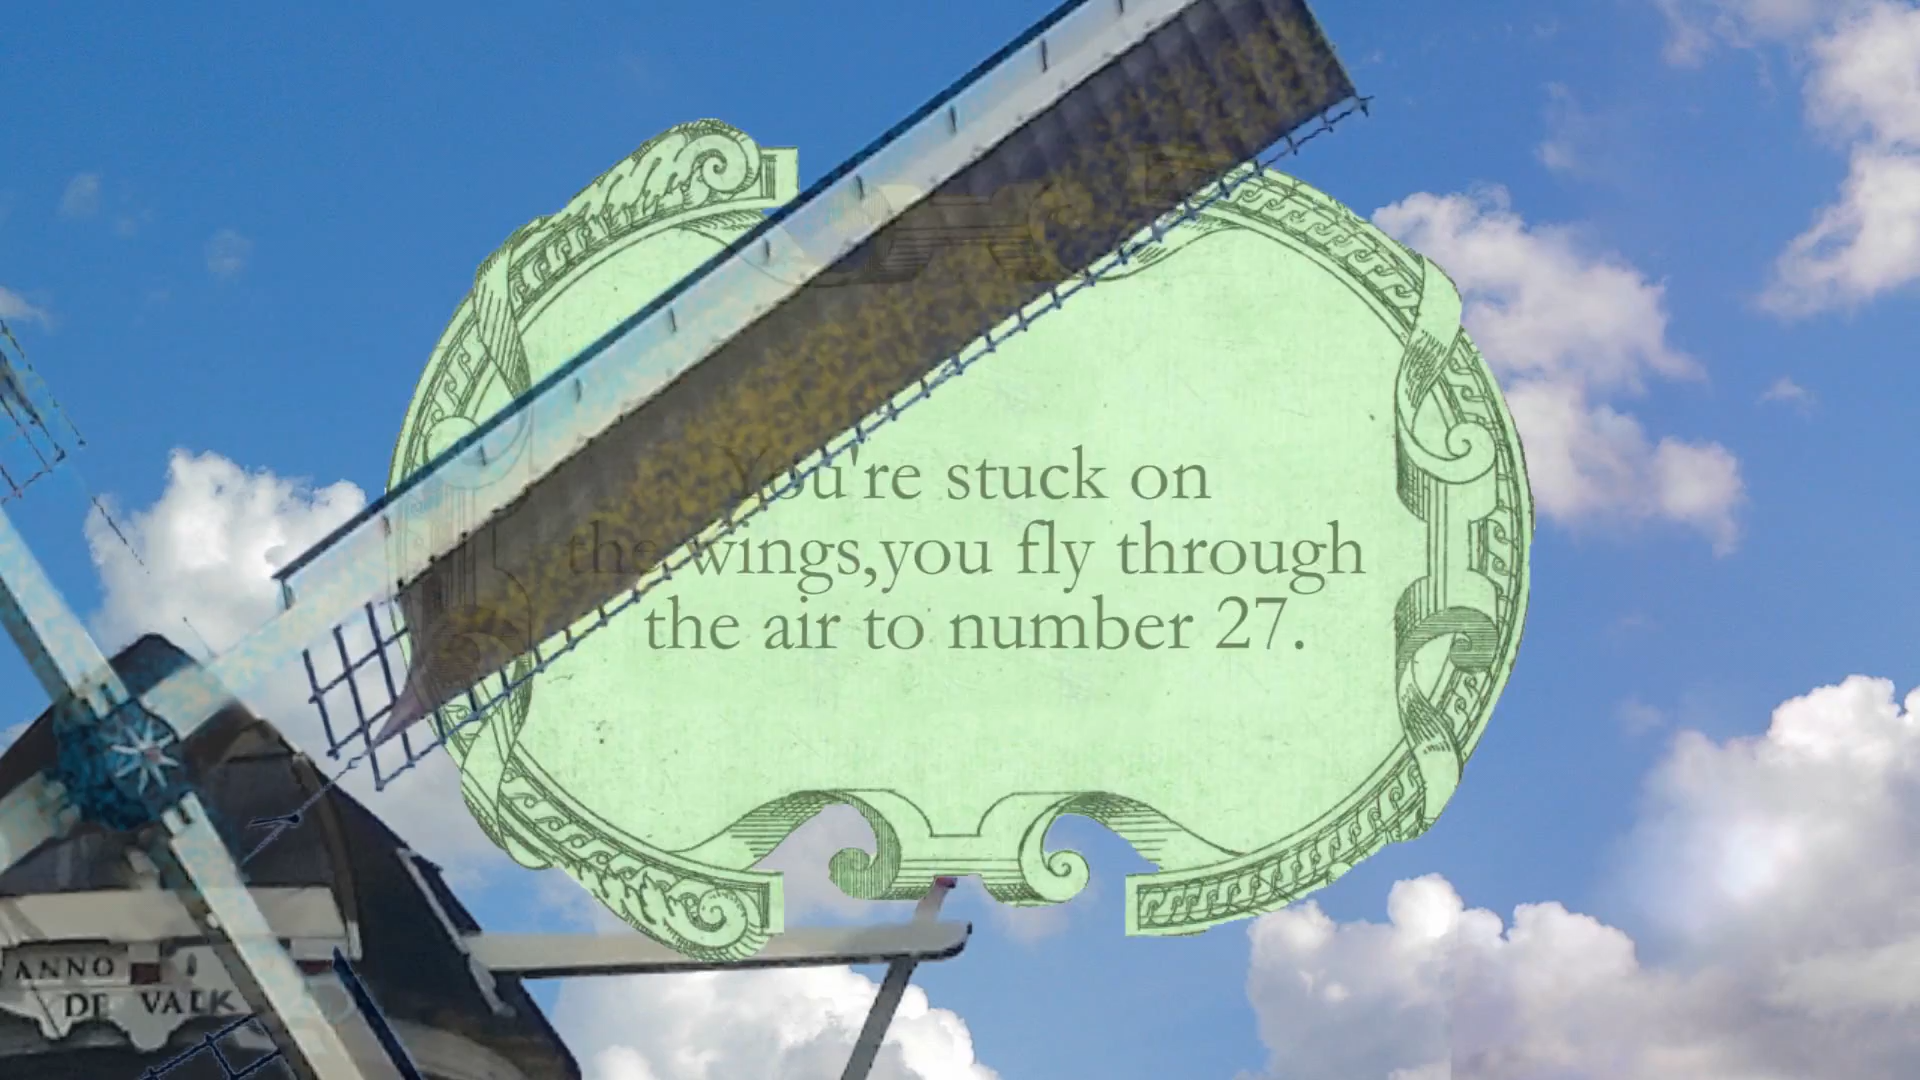 You're stuck on
the wings,you fly through
the air to number 27.
ANNO
DE VALK